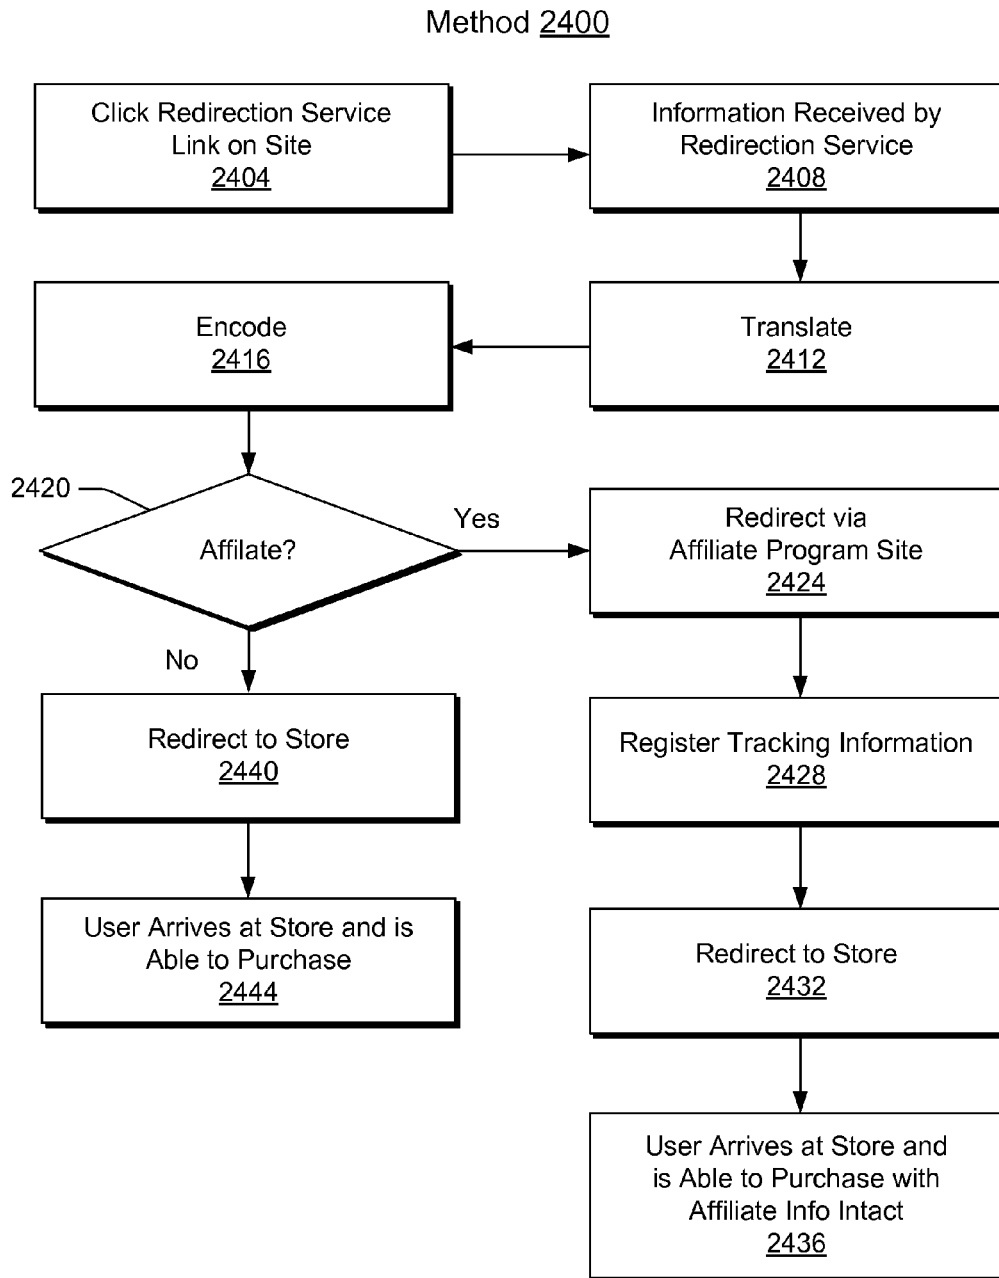 Method 2400
Click Redirection Service
Link on Site
2404
Information Received by
Redirection Service
2408
Encode
2416
Translate
2412
2420
Affilate?
Yes
No
Redirect via
Affiliate Program Site
2424
Redirect to Store
2440
Register Tracking Information
2428
User Arrives at Store and is
Able to Purchase
2444
Redirect to Store
2432
User Arrives at Store and
is Able to Purchase with
Affiliate Info Intact
2436